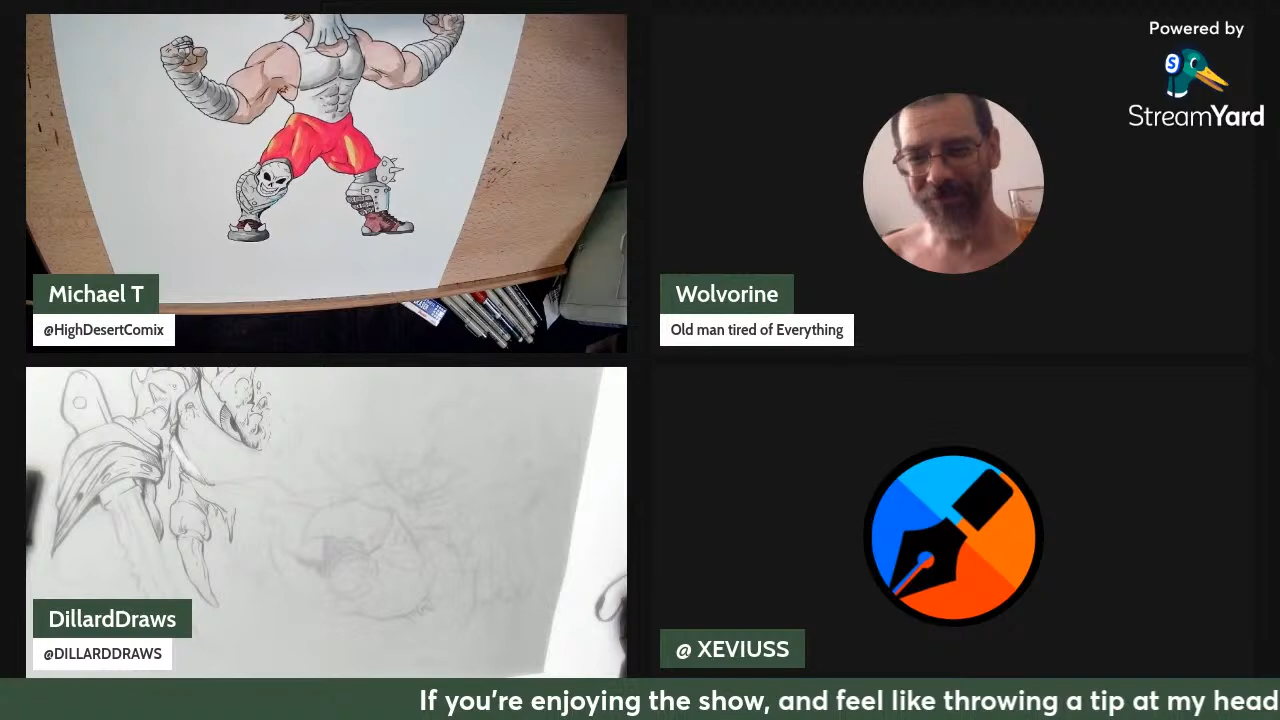 Powered by
S
StreamYard
Michael T
@HighDesertComix
Wolvorine
Old man tired of Everything
DillardDraws
@DILLARDDRAWS
@ XEVIUSS
If you're enjoying the show, and feel like throwing a tip at my head